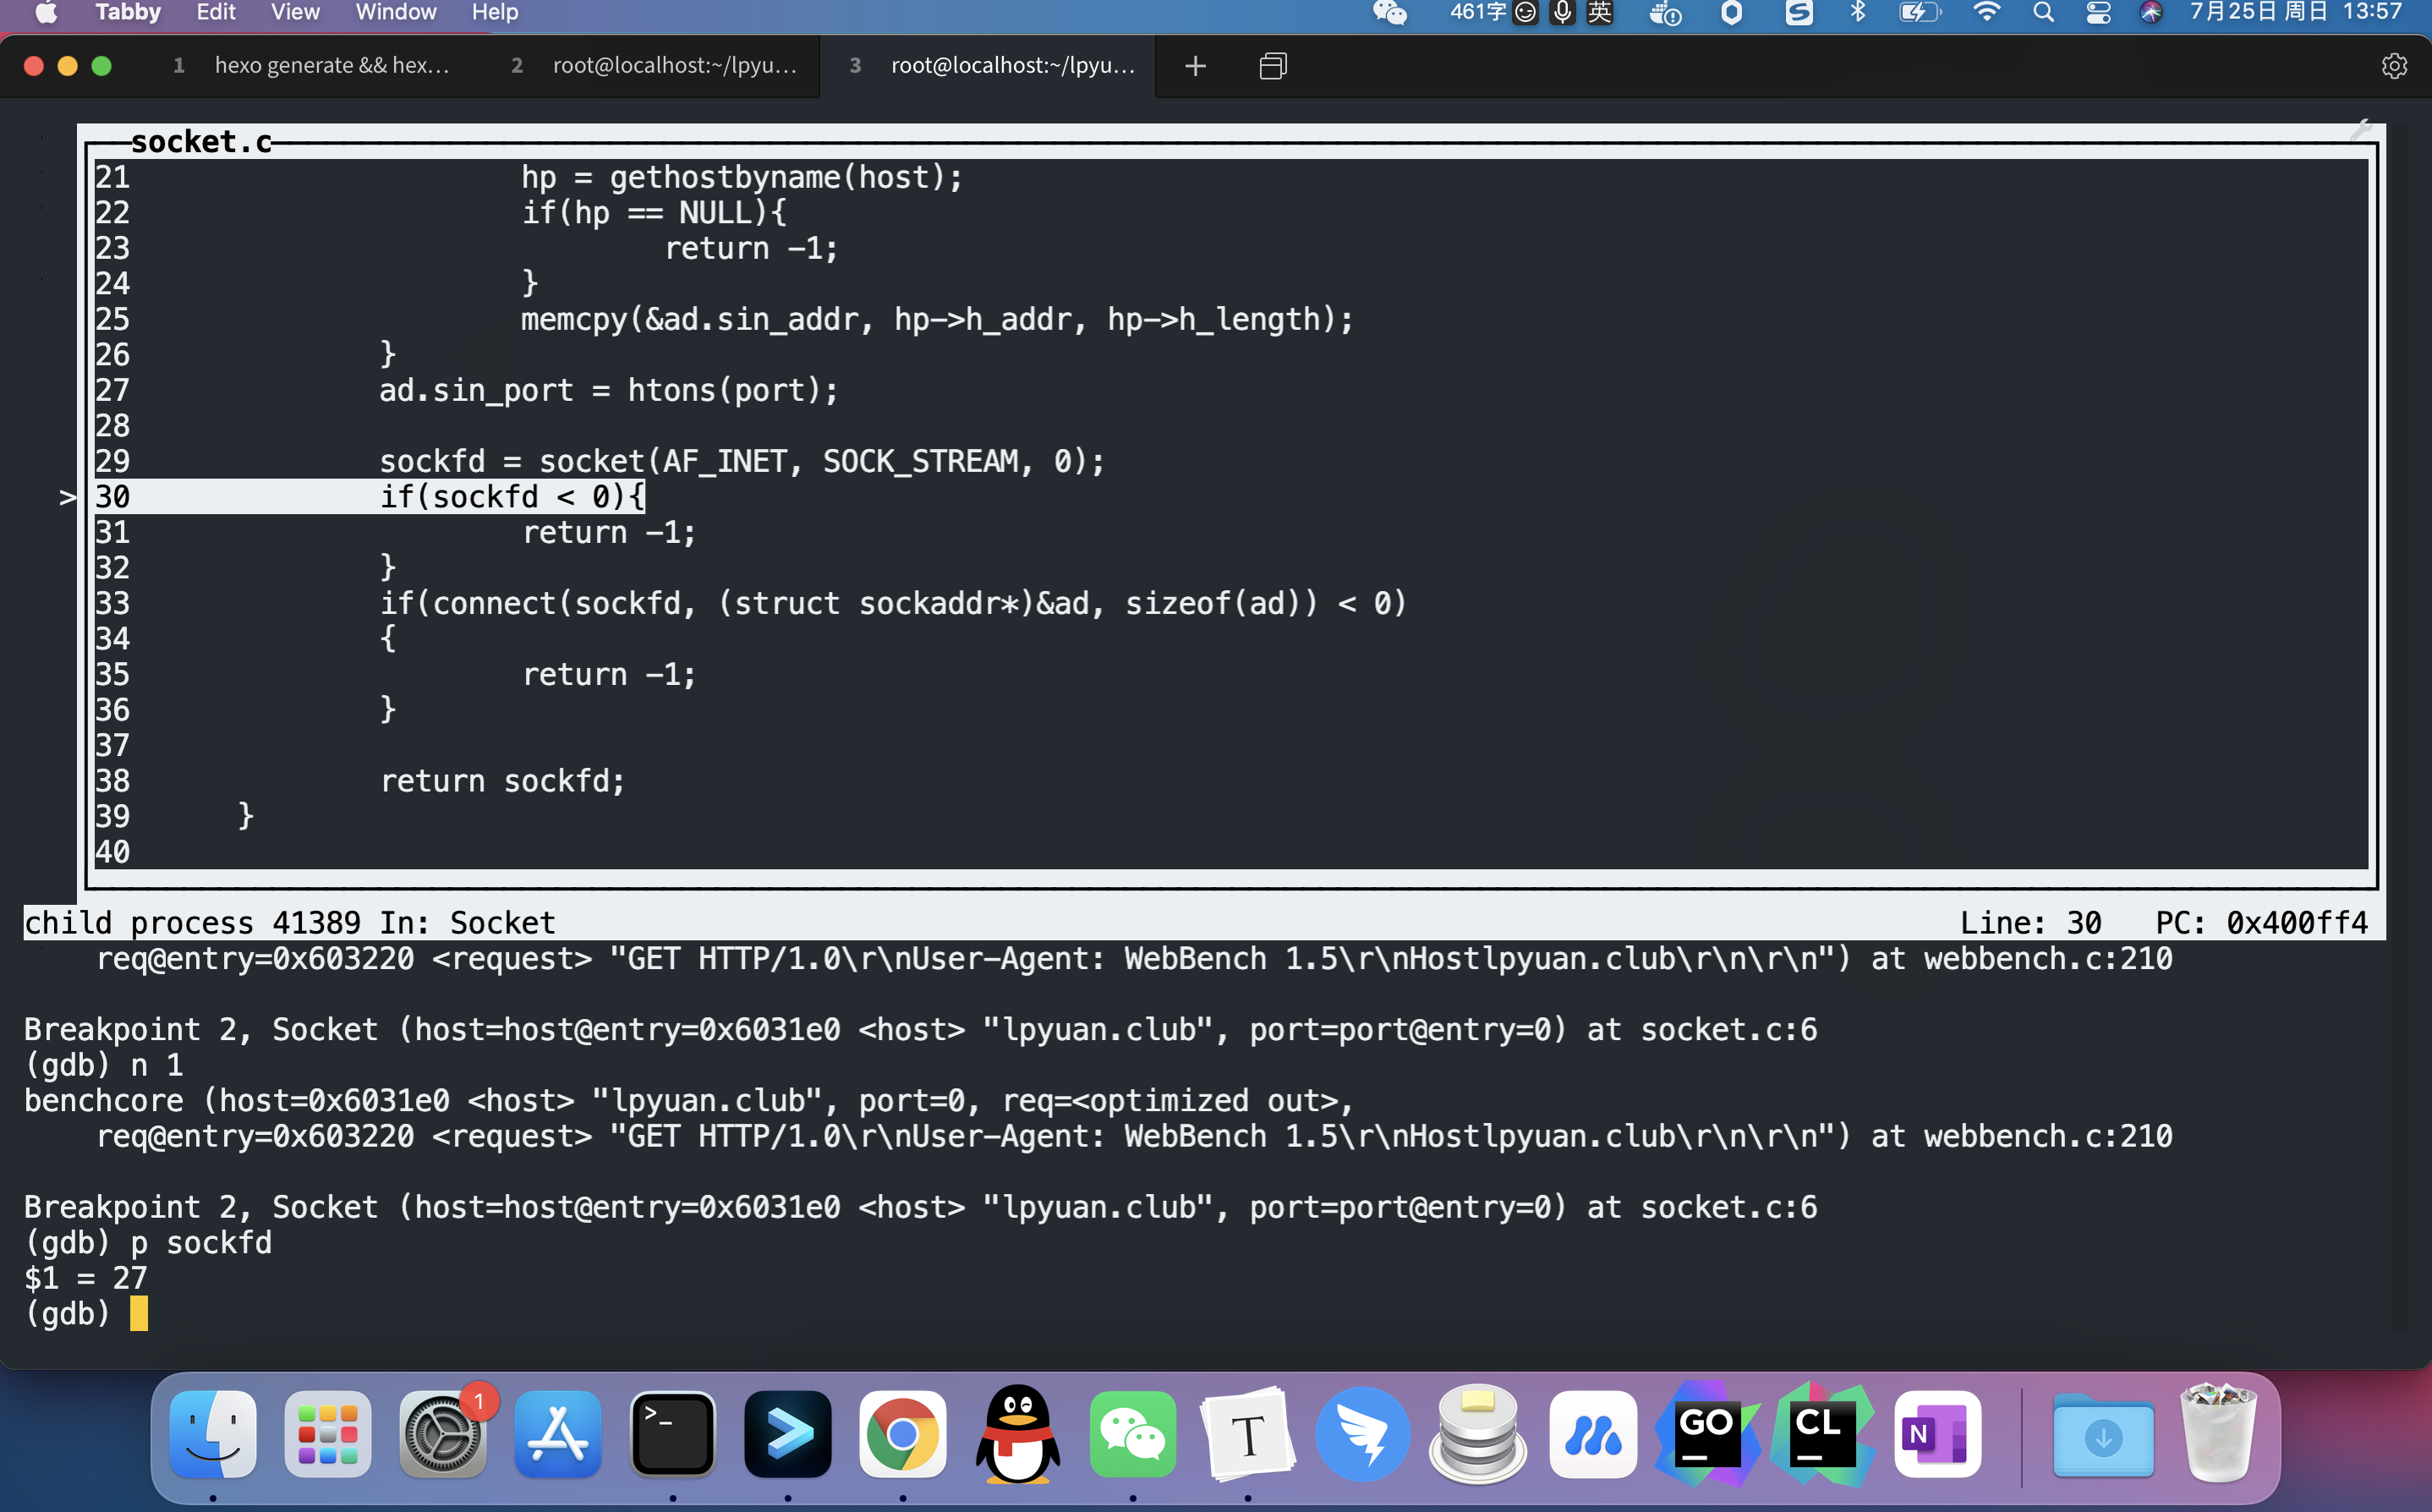 Tabby Edit View Window Help 461字 英 7月25日 周日 13:57
1 hexo generate && hex… 2 root@localhost:~/lpyu… 3 root@localhost:~/lpyu… +
socket.c
21 hp = gethostbyname(host);
22 if(hp == NULL){
23 return -1;
24 }
25 memcpy(&ad.sin_addr, hp->h_addr, hp->h_length);
26 }
27 ad.sin_port = htons(port);
28
29 sockfd = socket(AF_INET, SOCK_STREAM, 0);
> 30 if(sockfd < 0){
31 return -1;
32 }
33 if(connect(sockfd, (struct sockaddr*)&ad, sizeof(ad)) < 0)
34 {
35 return -1;
36 }
37
38 return sockfd;
39 }
40
child process 41389 In: Socket Line: 30 PC: 0x400ff4
req@entry=0x603220 <request> "GET HTTP/1.0\r\nUser-Agent: WebBench 1.5\r\nHostlpyuan.club\r\n\r\n") at webbench.c:210
Breakpoint 2, Socket (host=host@entry=0x6031e0 <host> "lpyuan.club", port=port@entry=0) at socket.c:6
(gdb) n 1
benchcore (host=0x6031e0 <host> "lpyuan.club", port=0, req=<optimized out>,
req@entry=0x603220 <request> "GET HTTP/1.0\r\nUser-Agent: WebBench 1.5\r\nHostlpyuan.club\r\n\r\n") at webbench.c:210
Breakpoint 2, Socket (host=host@entry=0x6031e0 <host> "lpyuan.club", port=port@entry=0) at socket.c:6
(gdb) p sockfd
$1 = 27
(gdb)
1 >_ T GO CL N